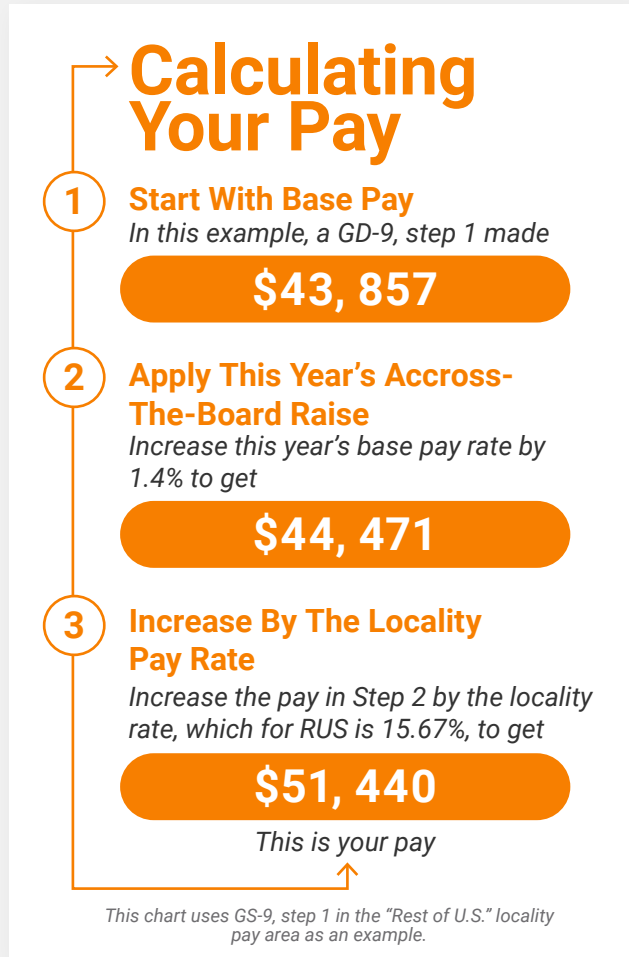 Calculating
Your Pay
1
Start With Base Pay
In this example, a GD-9, step 1 made
$43, 857
2
Apply This Year’s Accross-
The-Board Raise
Increase this year’s base pay rate by
1.4% to get
$44, 471
3
Increase By The Locality
Pay Rate
Increase the pay in Step 2 by the locality
rate, which for RUS is 15.67%, to get
$51, 440
This is your pay
This chart uses GS-9, step 1 in the “Rest of U.S.” locality
pay area as an example.